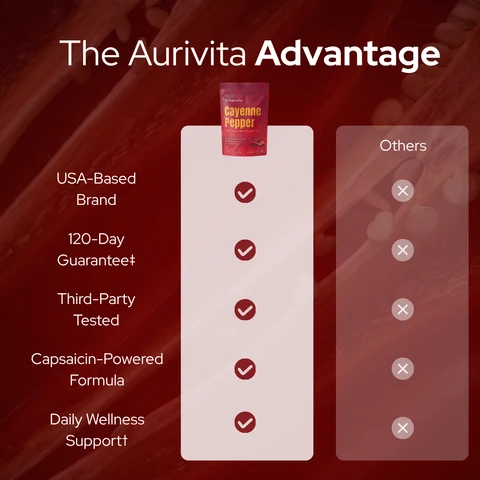 The Aurivita Advantage
Cayenne
Pepper
Others
USA-Based
Brand
120-Day
Guarantee‡
Third-Party
Tested
Capsaicin-Powered
Formula
Daily Wellness
Support†